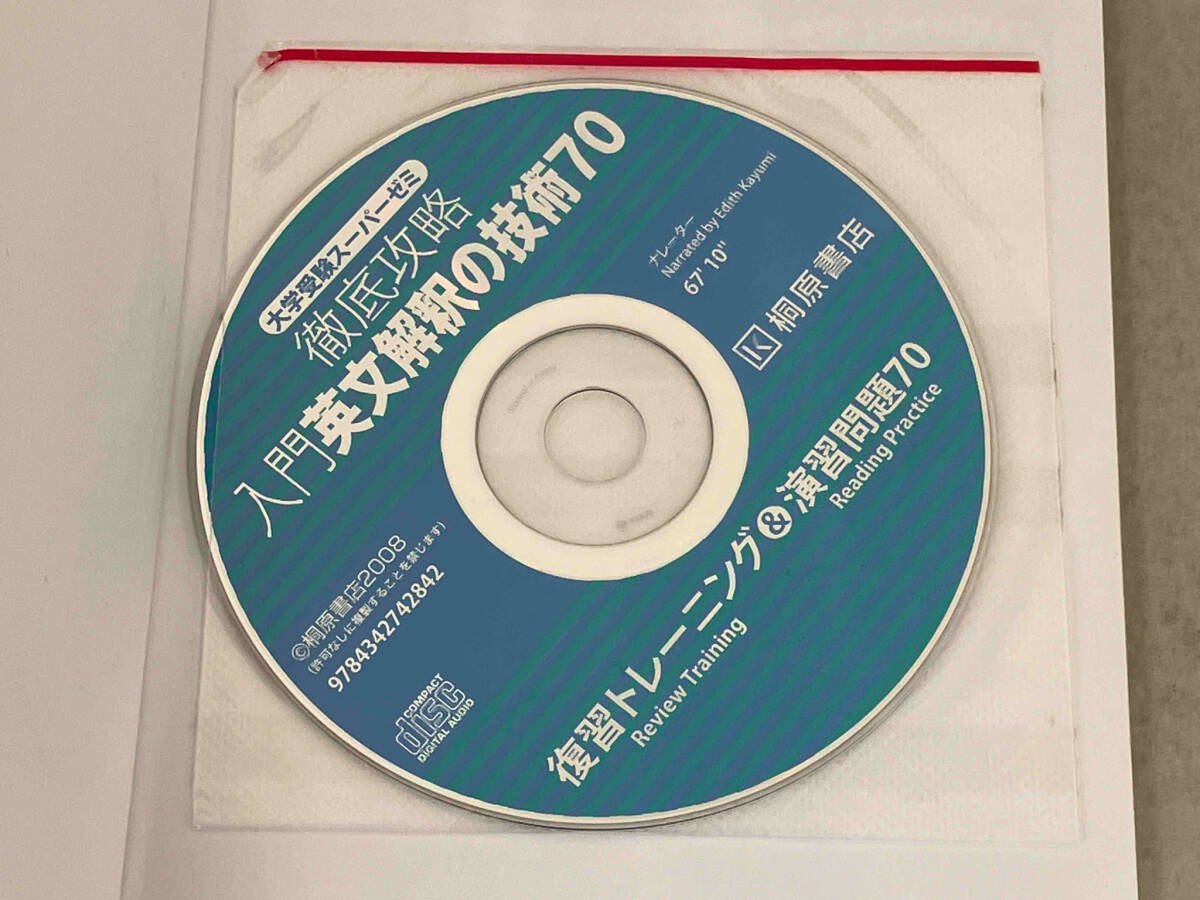 大学受験スーパーゼミ
徹底攻略
入門英文解釈の技術70
ナレーター
Narrated by Edith Kayumi
67' 10"
桐原書店
©桐原書店2008
(許可なしに複製することを禁じます)
9784342742842
COMPACT
disc
DIGITAL AUDIO
復習トレーニング&演習問題70
Review Training
Reading Practice